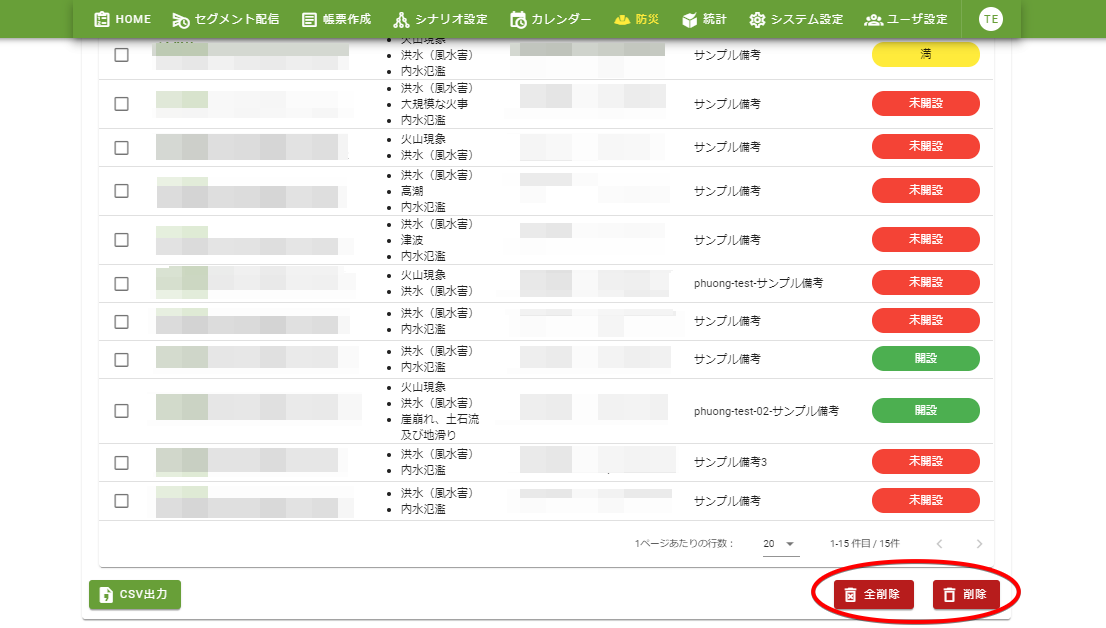 HOME セグメント配信 帳票作成 シナリオ設定 カレンダー 防災 統計 システム設定 ユーザ設定 TE
洪水（風水害） サンプル備考 満
内水氾濫
洪水（風水害）
大規模な火事 サンプル備考 未開設
内水氾濫
火山現象 サンプル備考 未開設
洪水（風水害）
洪水（風水害）
高潮 サンプル備考 未開設
内水氾濫
洪水（風水害）
津波 サンプル備考 未開設
内水氾濫
火山現象 phuong-test-サンプル備考 未開設
洪水（風水害）
洪水（風水害） サンプル備考 未開設
内水氾濫
洪水（風水害） サンプル備考 開設
内水氾濫
火山現象
洪水（風水害） phuong-test-02-サンプル備考 開設
崖崩れ、土石流
及び地滑り
洪水（風水害） サンプル備考3 未開設
内水氾濫
洪水（風水害） サンプル備考 未開設
内水氾濫
1ページあたりの行数： 20 1-15 件目 / 15件
CSV出力 全削除 削除